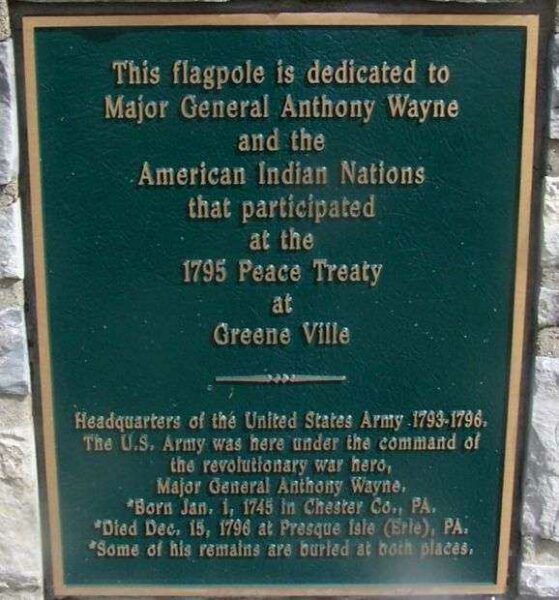 This flagpole is dedicated to
Major General Anthony Wayne
and the
American Indian Nations
that participated
at the
1795 Peace Treaty
at
Greene Ville
Headquarters of the United States Army 1793-1796.
The U.S. Army was here under the command of
the revolutionary war hero,
Major General Anthony Wayne.
*Born Jan. 1, 1745 in Chester Co., PA.
*Died Dec. 15, 1796 at Presque Isle (Erie), PA.
*Some of his remains are buried at both places.